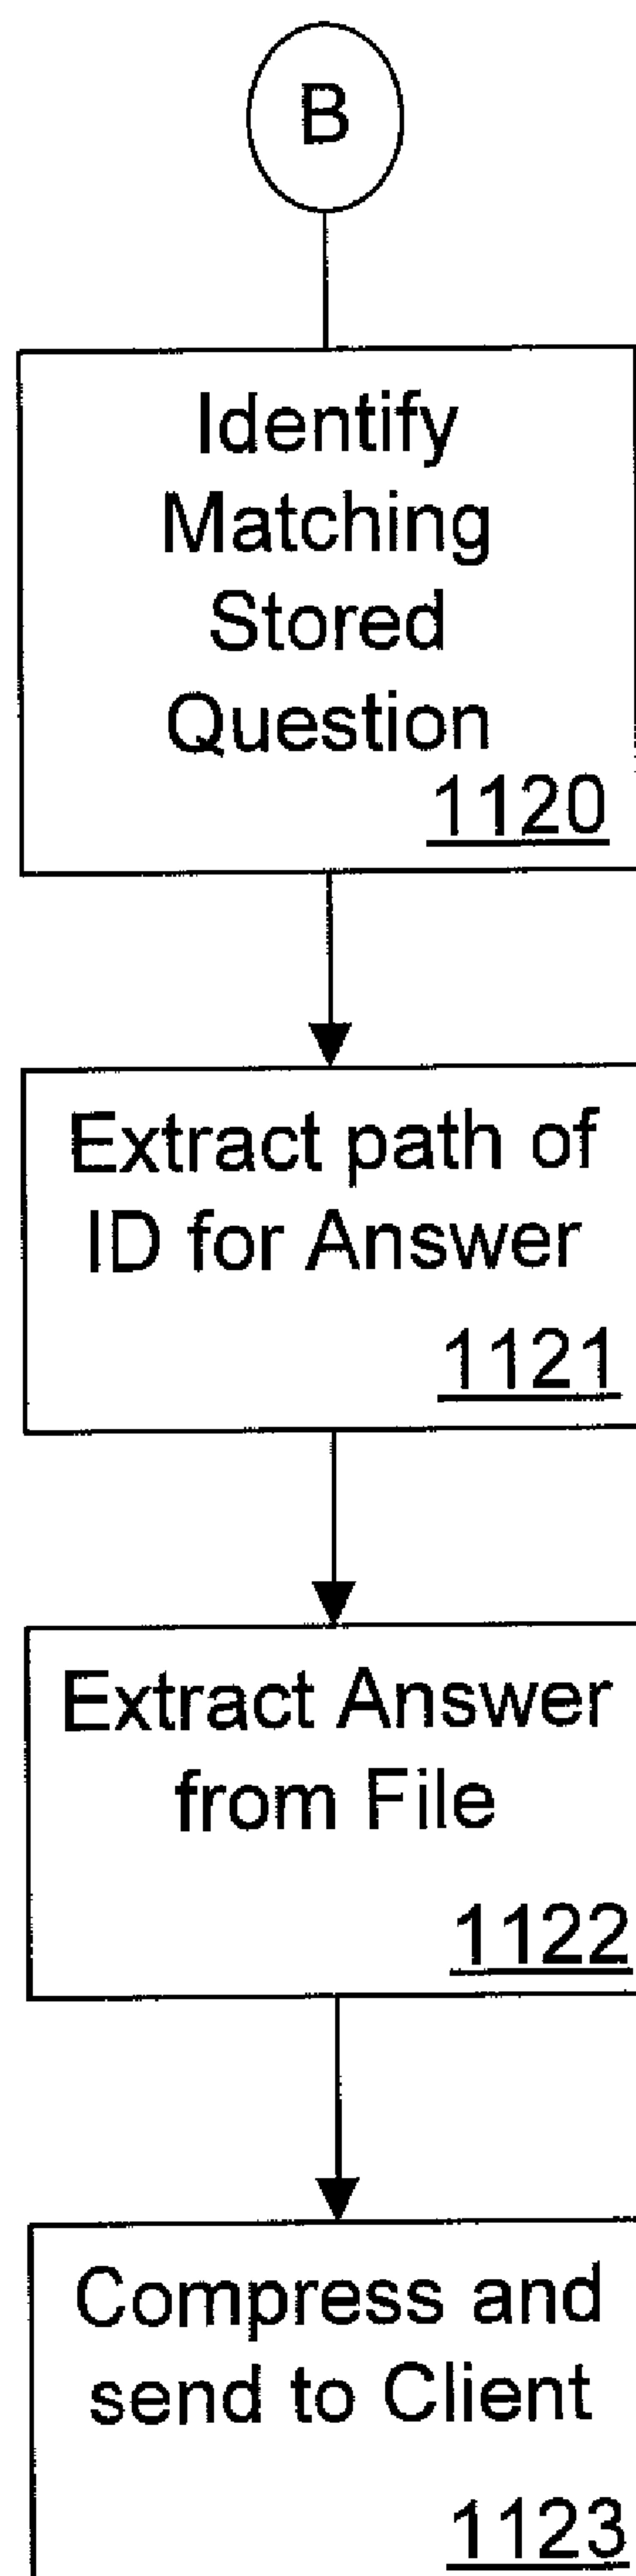 B
Identify
Matching
Stored
Question
1120
Extract path of
ID for Answer
1121
Extract Answer
from File
1122
Compress and
send to Client
1123